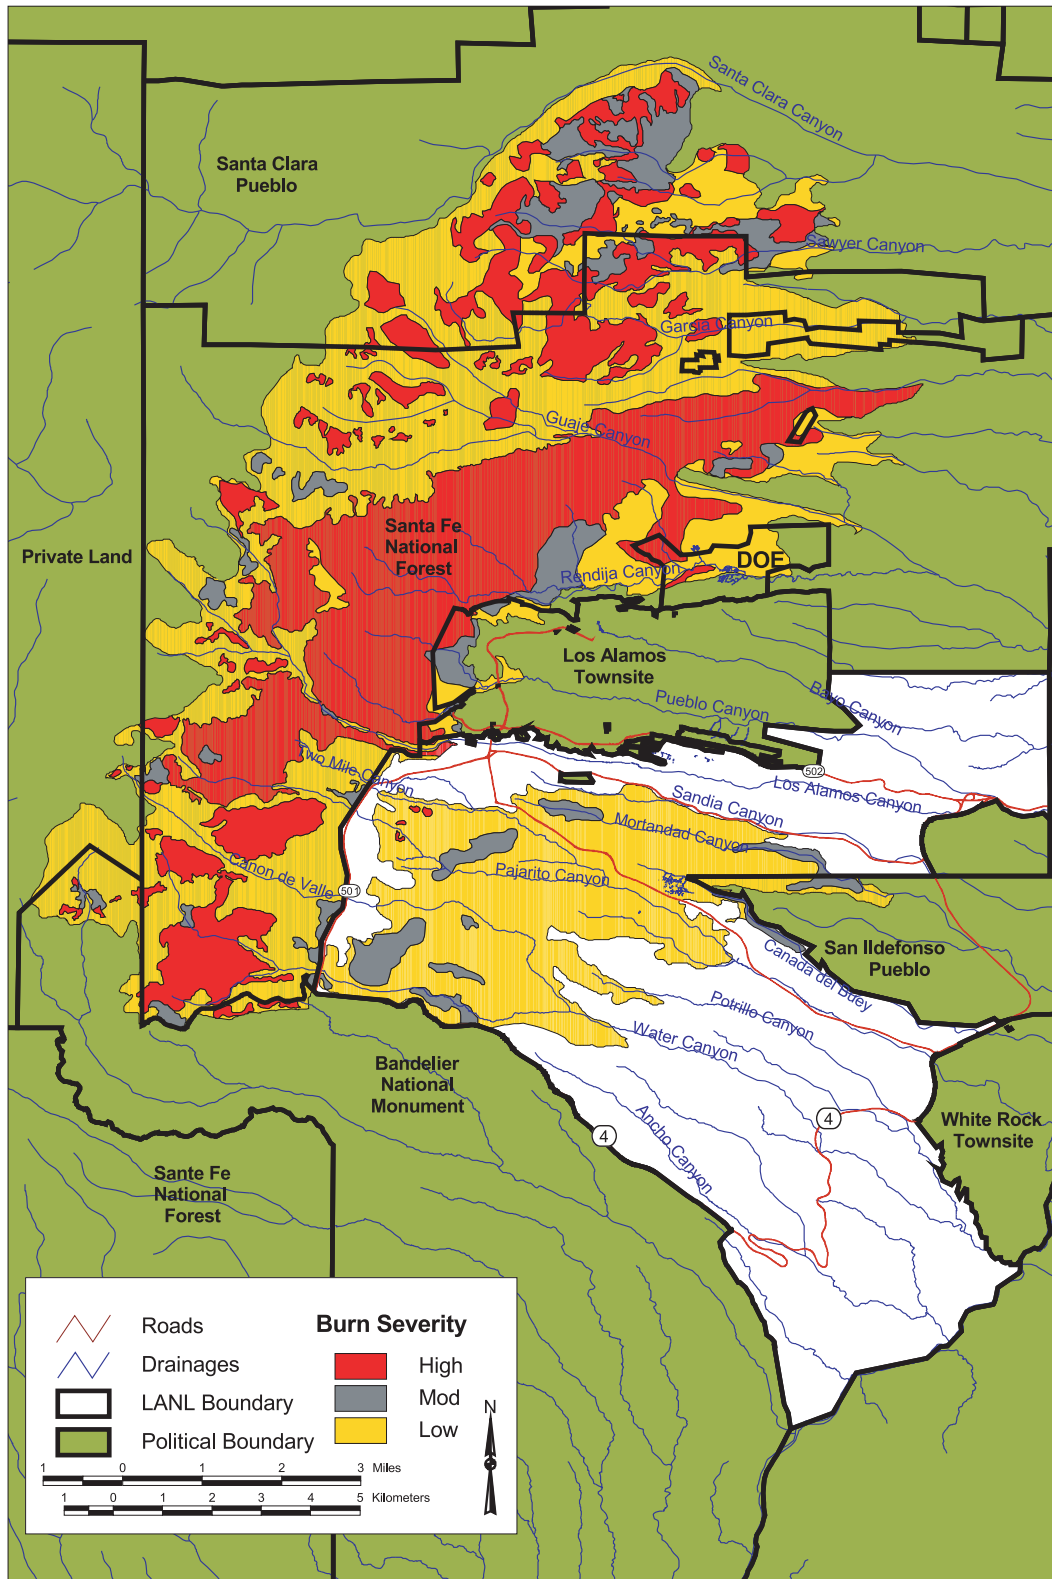 Santa Clara Canyon
Santa Clara
Pueblo
Sawyer Canyon
Garcia Canyon
Guaje Canyon
Santa Fe
National
Forest
Private Land
DOE
Rendija Canyon
Los Alamos
Townsite
Bayo Canyon
Pueblo Canyon
Two Mile Canyon
502
Los Alamos Canyon
Sandia Canyon
Mortandad Canyon
Canon de Valle
Pajarito Canyon
501
San Ildefonso
Pueblo
Canada del Buey
Potrillo Canyon
Water Canyon
Bandelier
National
Monument
Ancho Canyon
4
4
White Rock
Townsite
Sante Fe
National
Forest
Roads
Drainages
LANL Boundary
Political Boundary
Burn Severity
High
Mod
Low
N
1 0 1 2 3 Miles
1 0 1 2 3 4 5 Kilometers